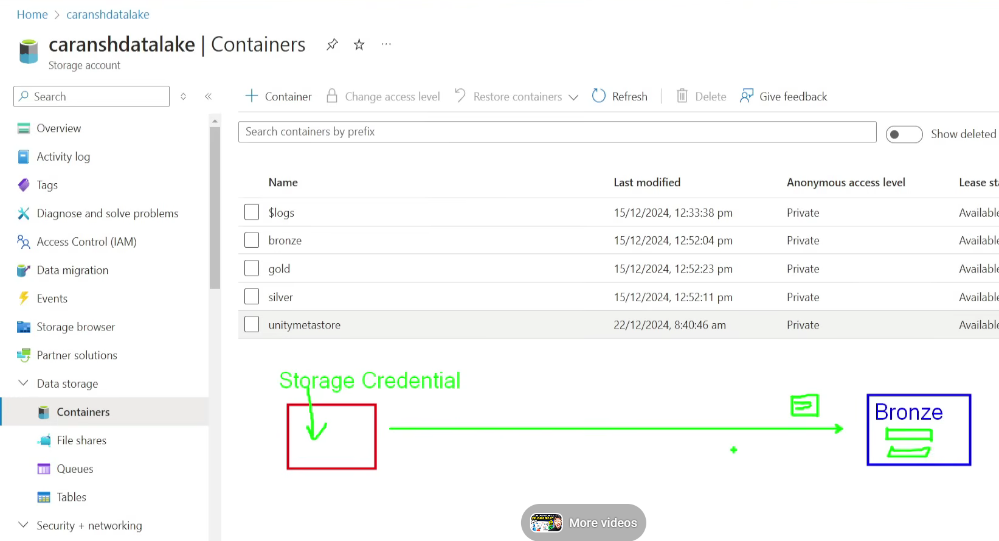 Home > caranshdatalake
caranshdatalake | Containers
Storage account
Search
Container
Change access level
Restore containers
Refresh
Delete
Give feedback
Search containers by prefix
Show deleted
Overview
Activity log
Tags
Diagnose and solve problems
Access Control (IAM)
Data migration
Events
Storage browser
Partner solutions
Data storage
Containers
File shares
Queues
Tables
Security + networking
Name Last modified Anonymous access level Lease sta
$logs 15/12/2024, 12:33:38 pm Private Available
bronze 15/12/2024, 12:52:04 pm Private Available
gold 15/12/2024, 12:52:23 pm Private Available
silver 15/12/2024, 12:52:11 pm Private Available
unitymetastore 22/12/2024, 8:40:46 am Private Available
Storage Credential
Bronze
More videos